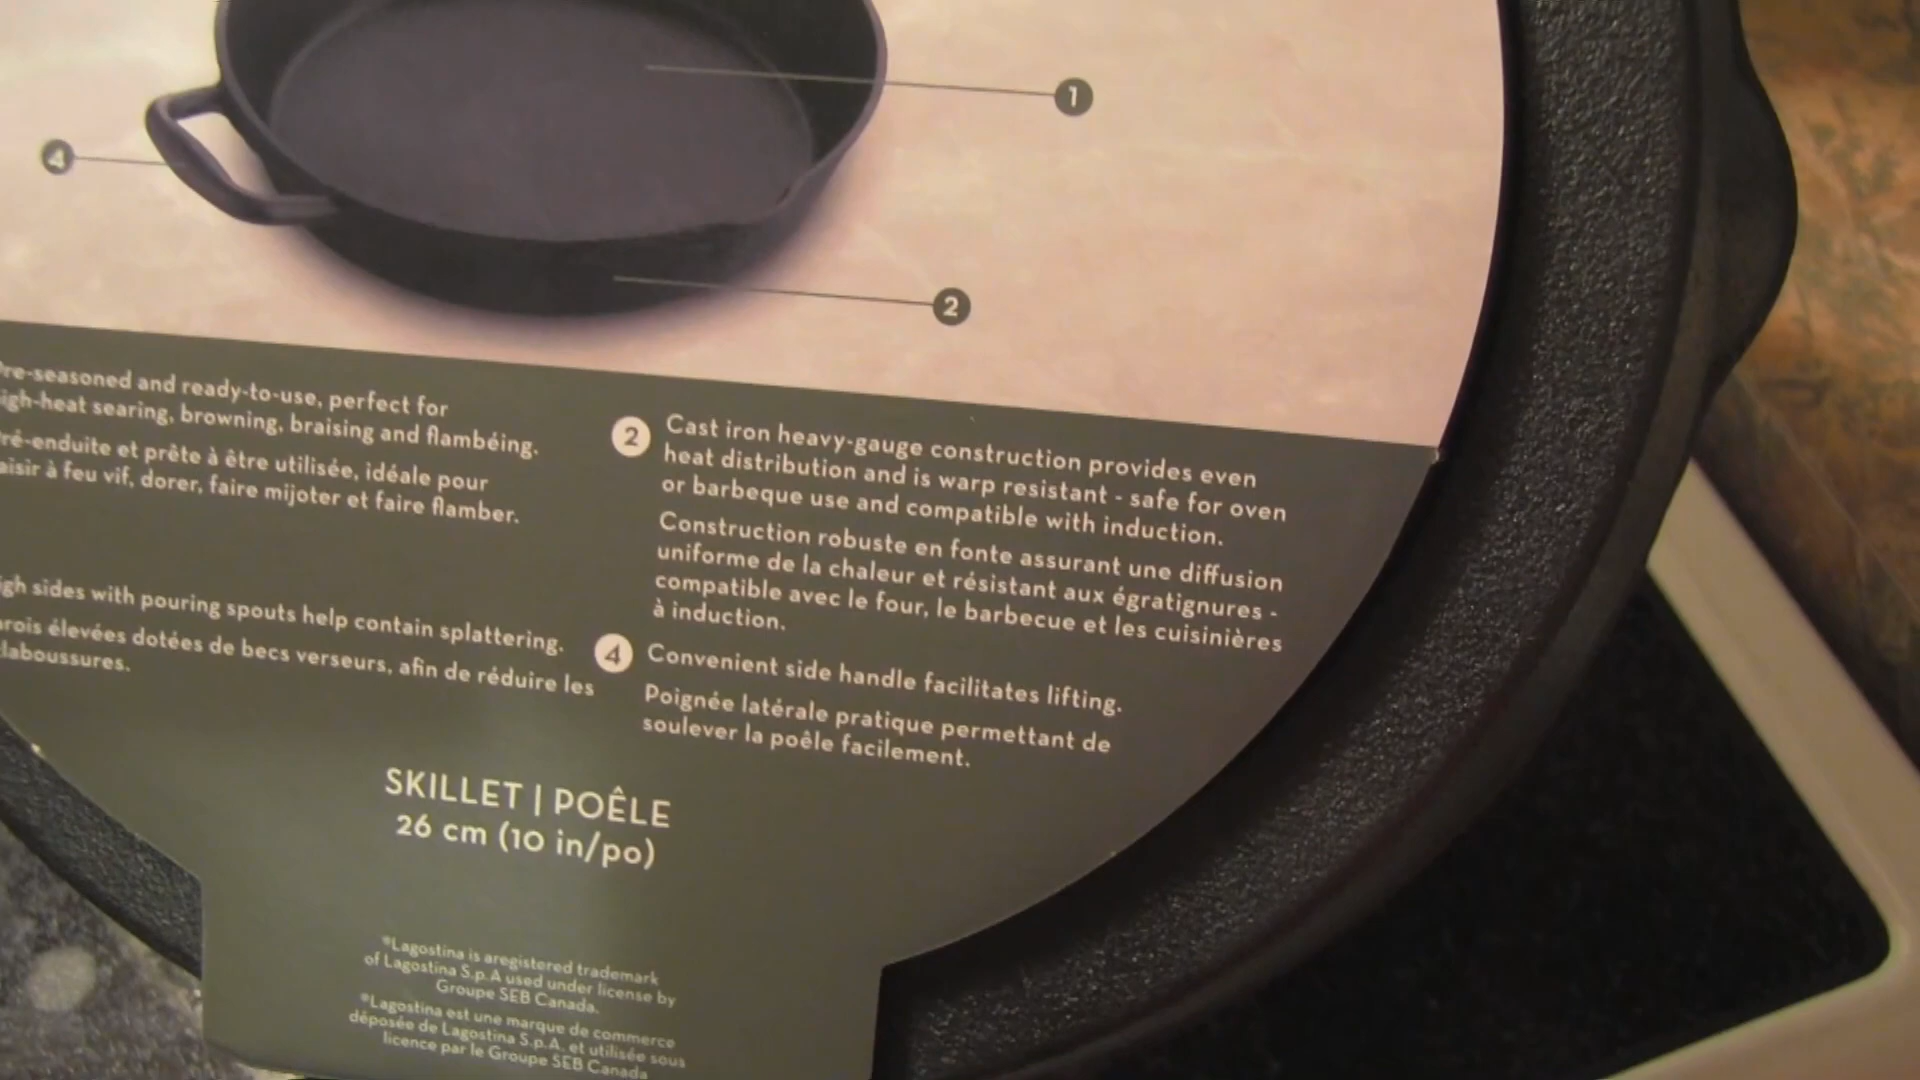 1
4
2
re-seasoned and ready-to-use, perfect for
igh-heat searing, browning, braising and flambéing.
ré-enduite et prête à être utilisée, idéale pour
aisir à feu vif, dorer, faire mijoter et faire flamber.
2 Cast iron heavy-gauge construction provides even
heat distribution and is warp resistant - safe for oven
or barbeque use and compatible with induction.
Construction robuste en fonte assurant une diffusion
uniforme de la chaleur et résistant aux égratignures -
compatible avec le four, le barbecue et les cuisinières
à induction.
gh sides with pouring spouts help contain splattering.
rois élevées dotées de becs verseurs, afin de réduire les
laboussures.
4 Convenient side handle facilitates lifting.
Poignée latérale pratique permettant de
soulever la poêle facilement.
SKILLET | POÊLE
26 cm (10 in/po)
®Lagostina is aregistered trademark
of Lagostina S.p.A used under license by
Groupe SEB Canada.
®Lagostina est une marque de commerce
déposée de Lagostina S.p.A. et utilisée sous
licence par le Groupe SEB Canada